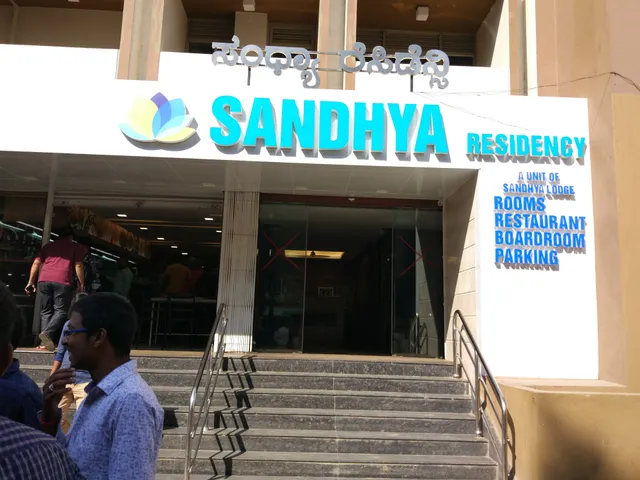 ಸಂಧ್ಯಾ ರೆಸಿಡೆನ್ಸಿ
SANDHYA RESIDENCY
A UNIT OF
SANDHYA LODGE
ROOMS
RESTAURANT
BOARDROOM
PARKING